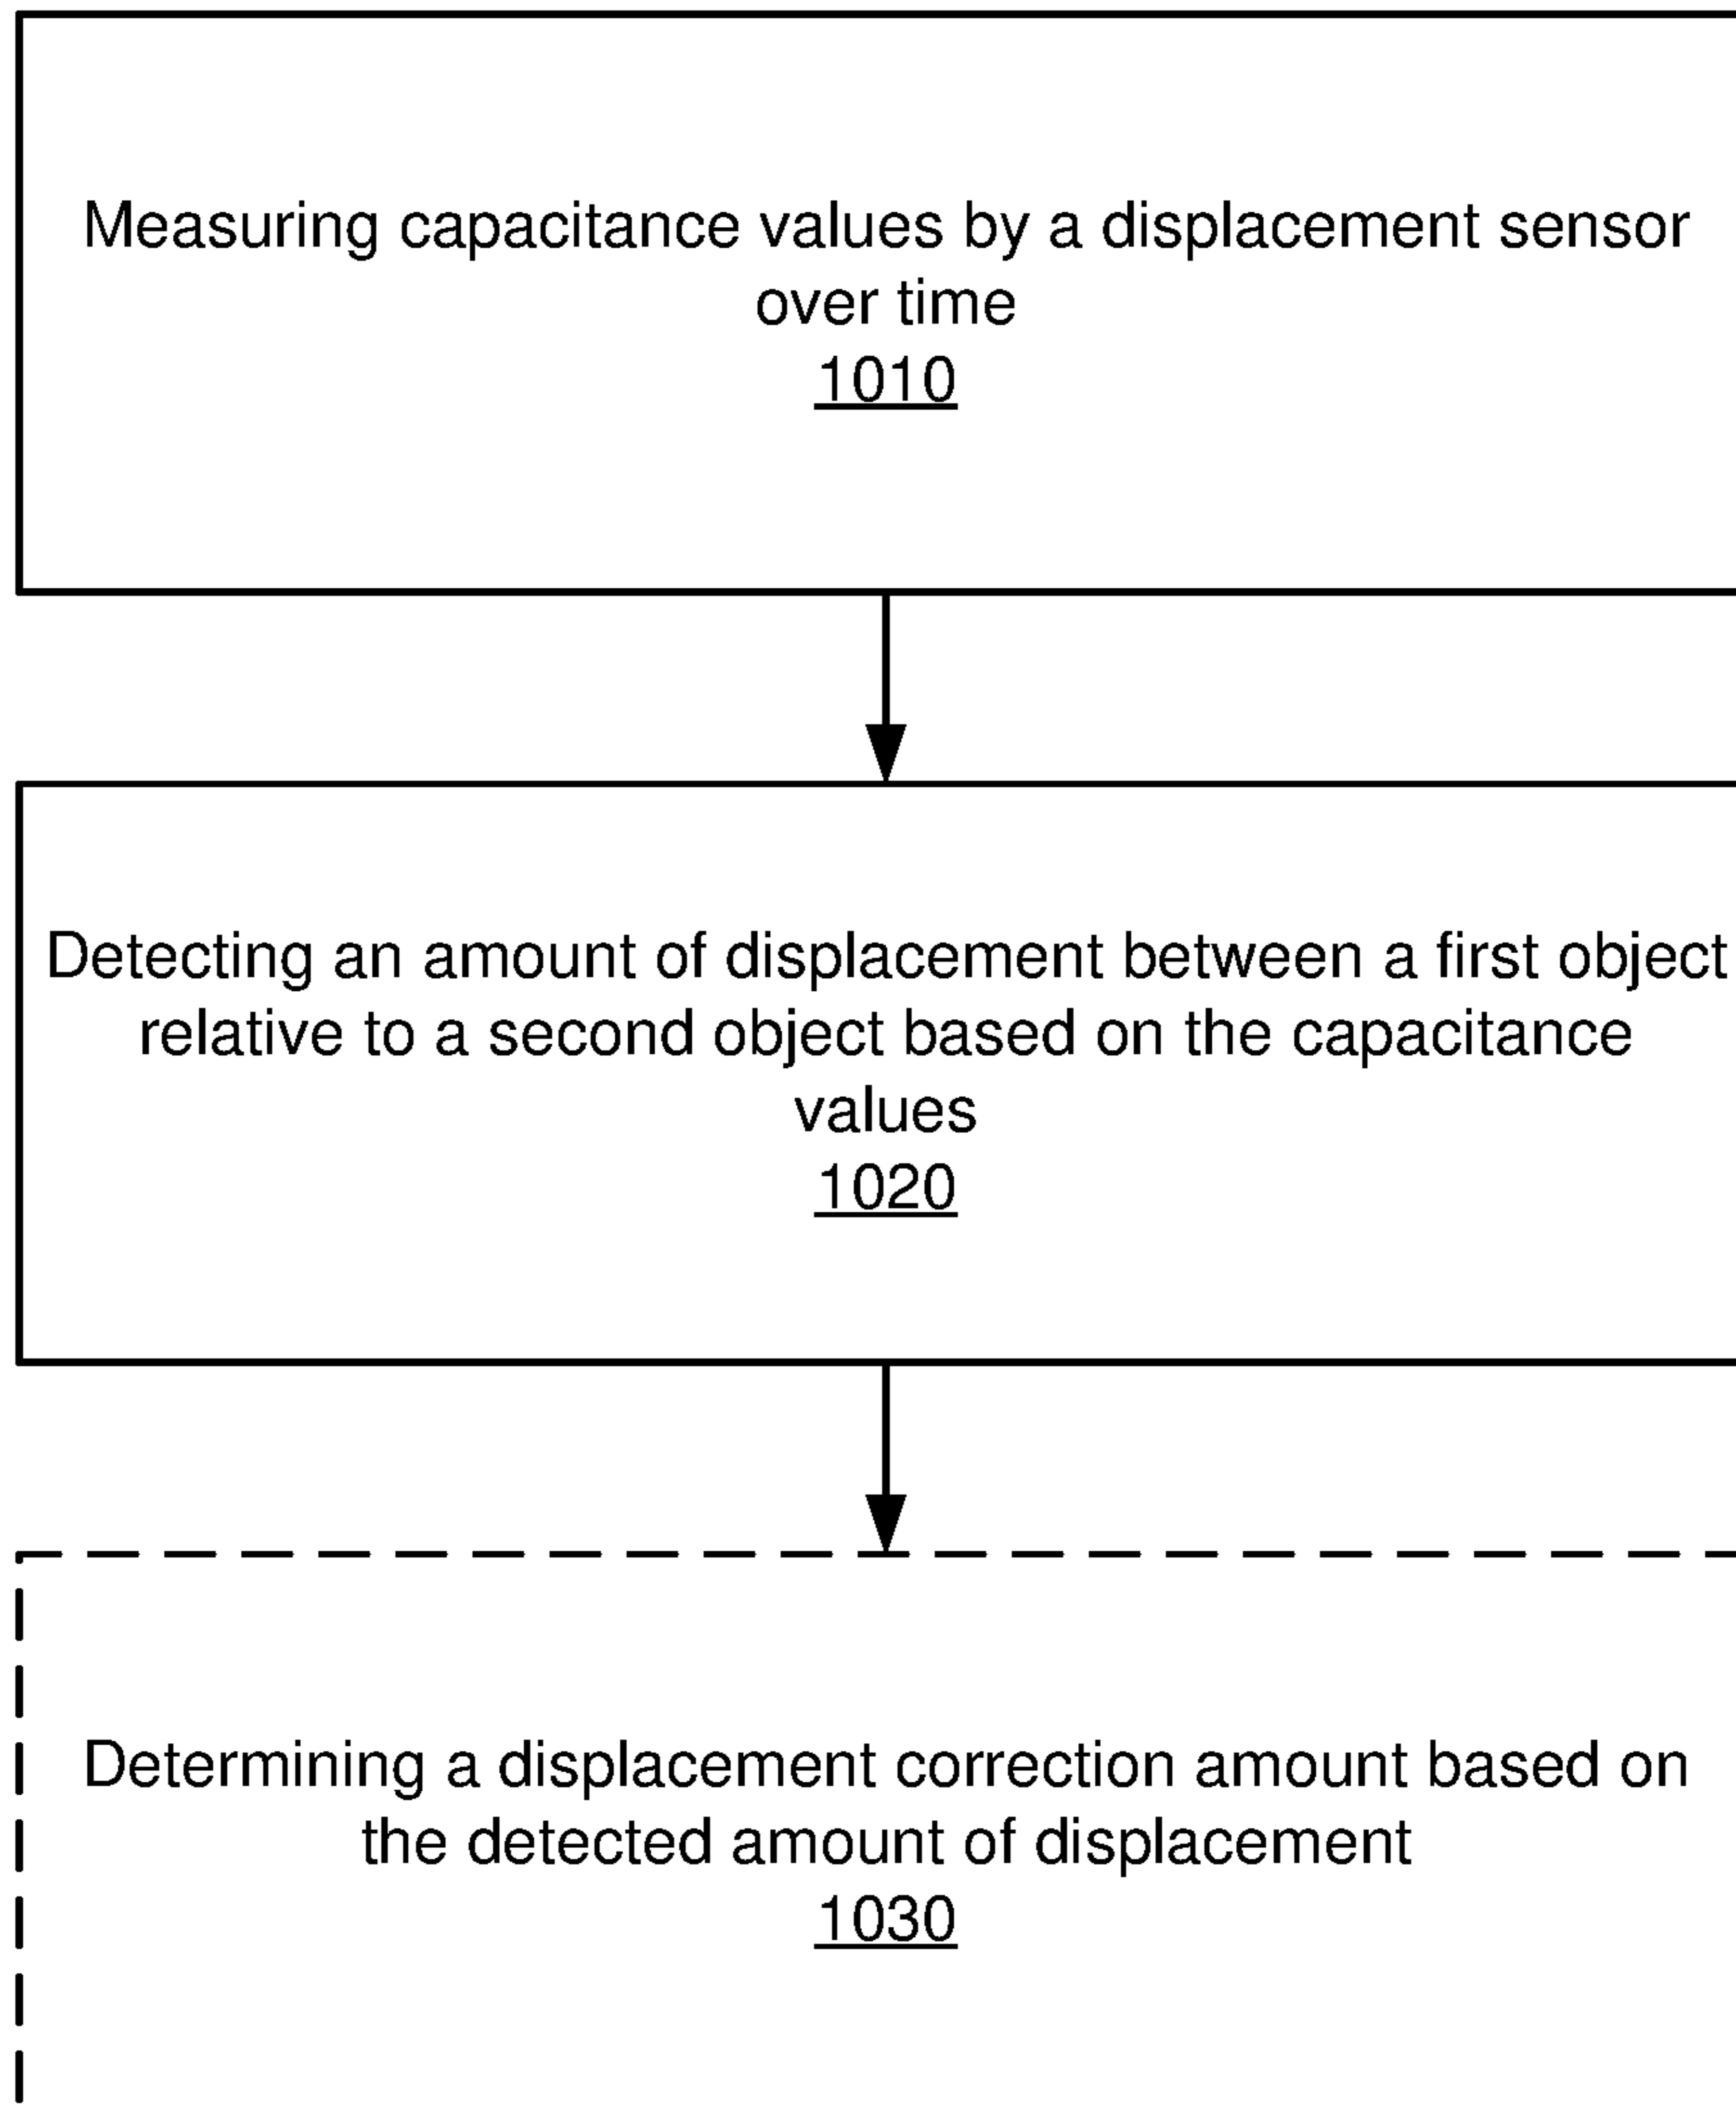 Measuring capacitance values by a displacement sensor
over time
1010
Detecting an amount of displacement between a first object
relative to a second object based on the capacitance
values
1020
Determining a displacement correction amount based on
the detected amount of displacement
1030